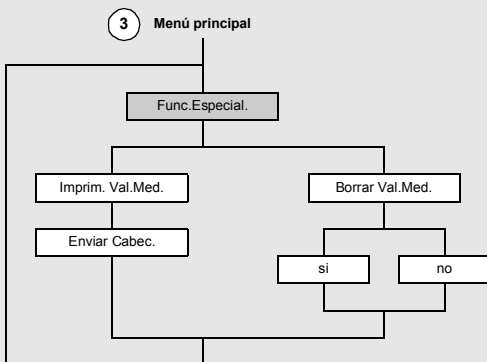 3 Menú principal
Func.Especial.
Imprim. Val.Med.
Borrar Val.Med.
Enviar Cabec.
si
no